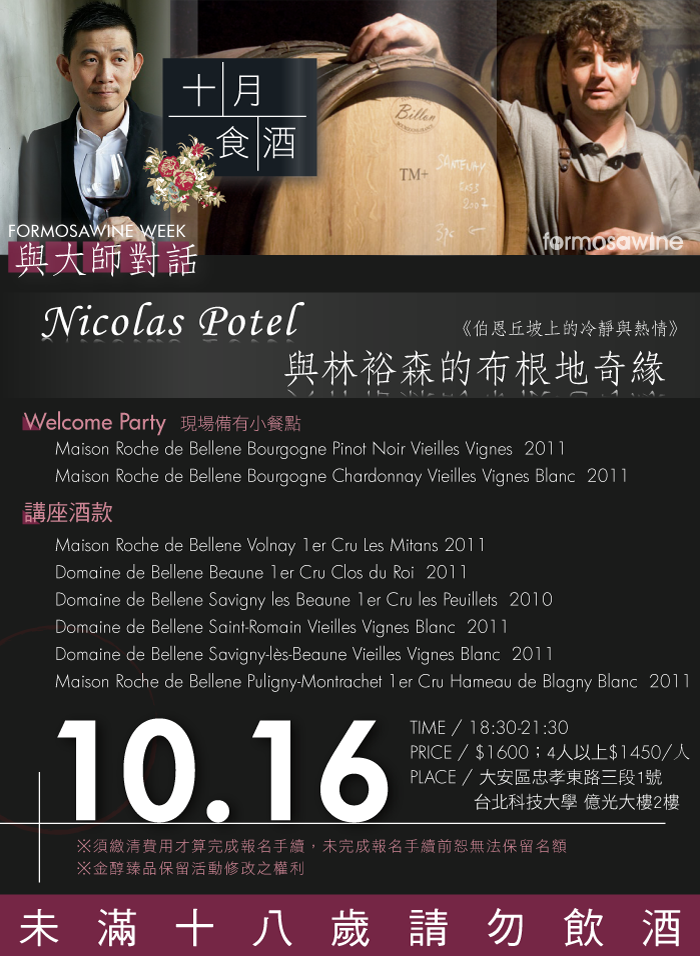 十月
食酒
Billon
TM+
SANTENAY
2007
FORMOSAWINE WEEK
formosawine
與大師對話
Nicolas Potel
《伯恩丘坡上的冷靜與熱情》
與林裕森的布根地奇緣
Welcome Party 現場備有小餐點
Maison Roche de Bellene Bourgogne Pinot Noir Vieilles Vignes 2011
Maison Roche de Bellene Bourgogne Chardonnay Vieilles Vignes Blanc 2011
講座酒款
Maison Roche de Bellene Volnay 1er Cru Les Mitans 2011
Domaine de Bellene Beaune 1er Cru Clos du Roi 2011
Domaine de Bellene Savigny les Beaune 1er Cru les Peuillets 2010
Domaine de Bellene Saint-Romain Vieilles Vignes Blanc 2011
Domaine de Bellene Savigny-lès-Beaune Vieilles Vignes Blanc 2011
Maison Roche de Bellene Puligny-Montrachet 1er Cru Hameau de Blagny Blanc 2011
10.16
TIME / 18:30-21:30
PRICE / $1600；4人以上$1450/人
PLACE / 大安區忠孝東路三段1號
台北科技大學 億光大樓2樓
※須繳清費用才算完成報名手續，未完成報名手續前恕無法保留名額
※金醇臻品保留活動修改之權利
未滿十八歲請勿飲酒